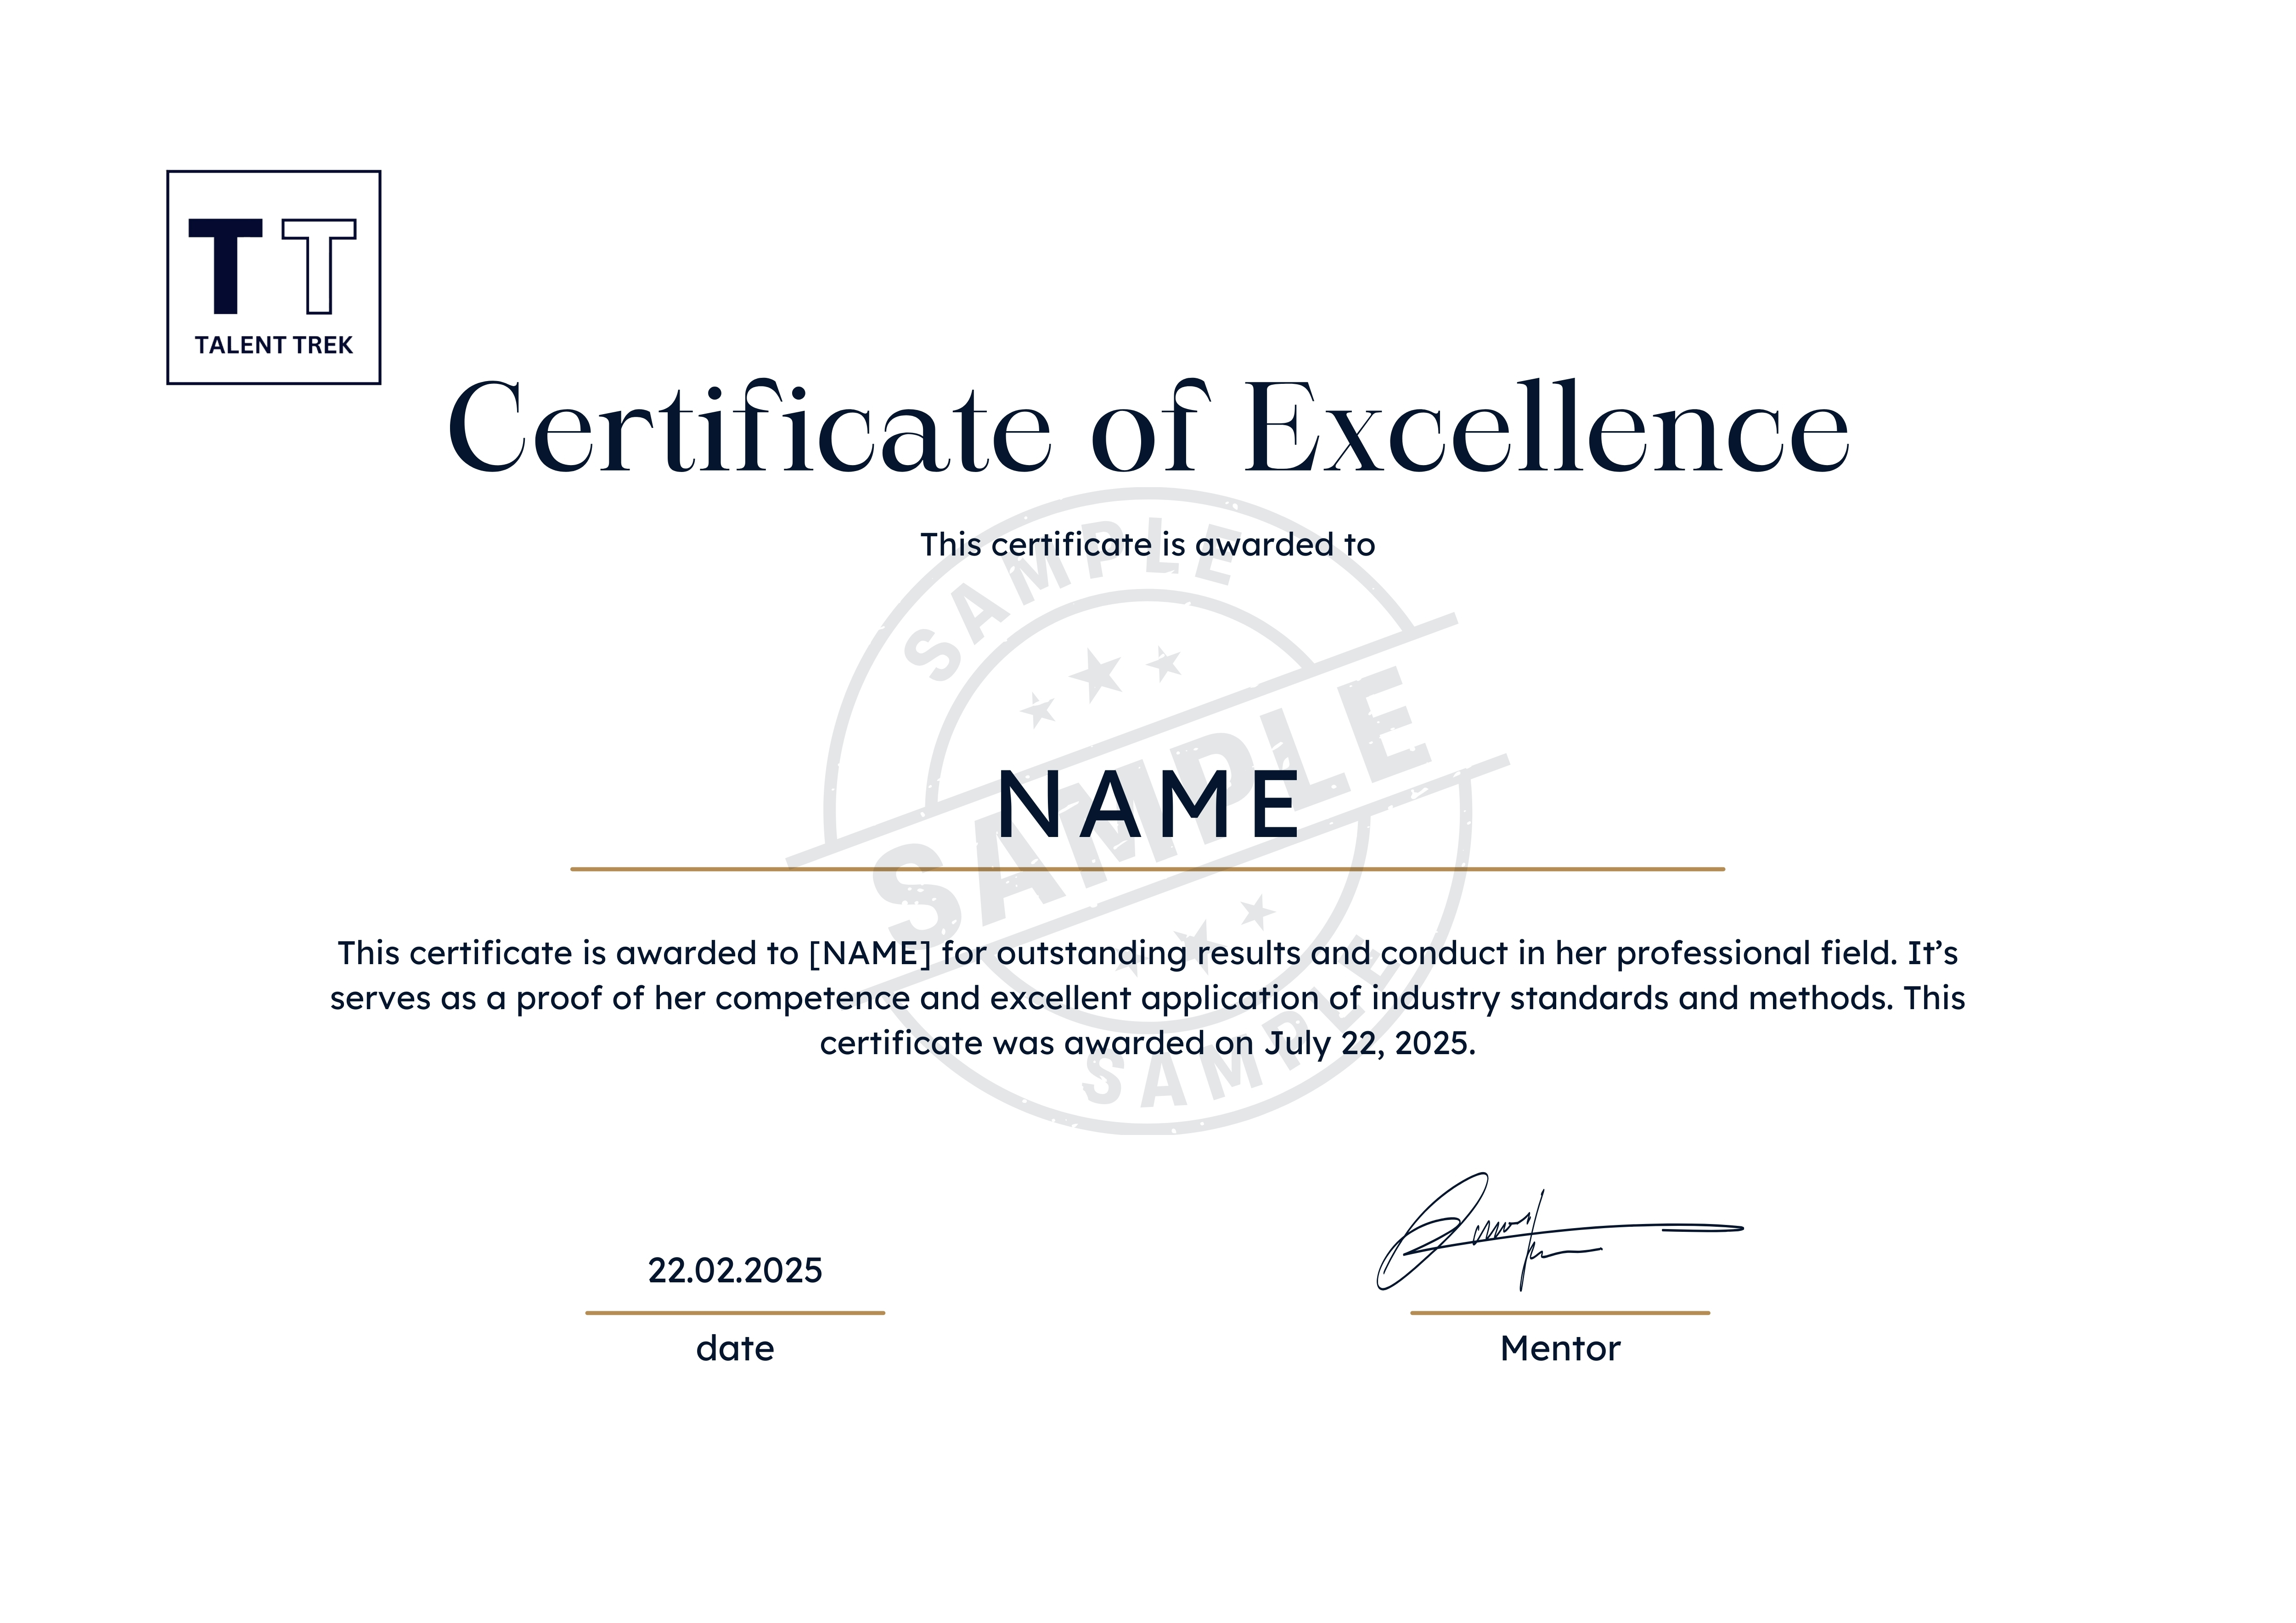 TT
TALENT TREK
Certificate of Excellence
This certificate is awarded to
SAMPLE
SAMPLE
NAME
This certificate is awarded to [NAME] for outstanding results and conduct in her professional field. It’s
serves as a proof of her competence and excellent application of industry standards and methods. This
certificate was awarded on July 22, 2025.
SAMPLE
22.02.2025
date
Mentor